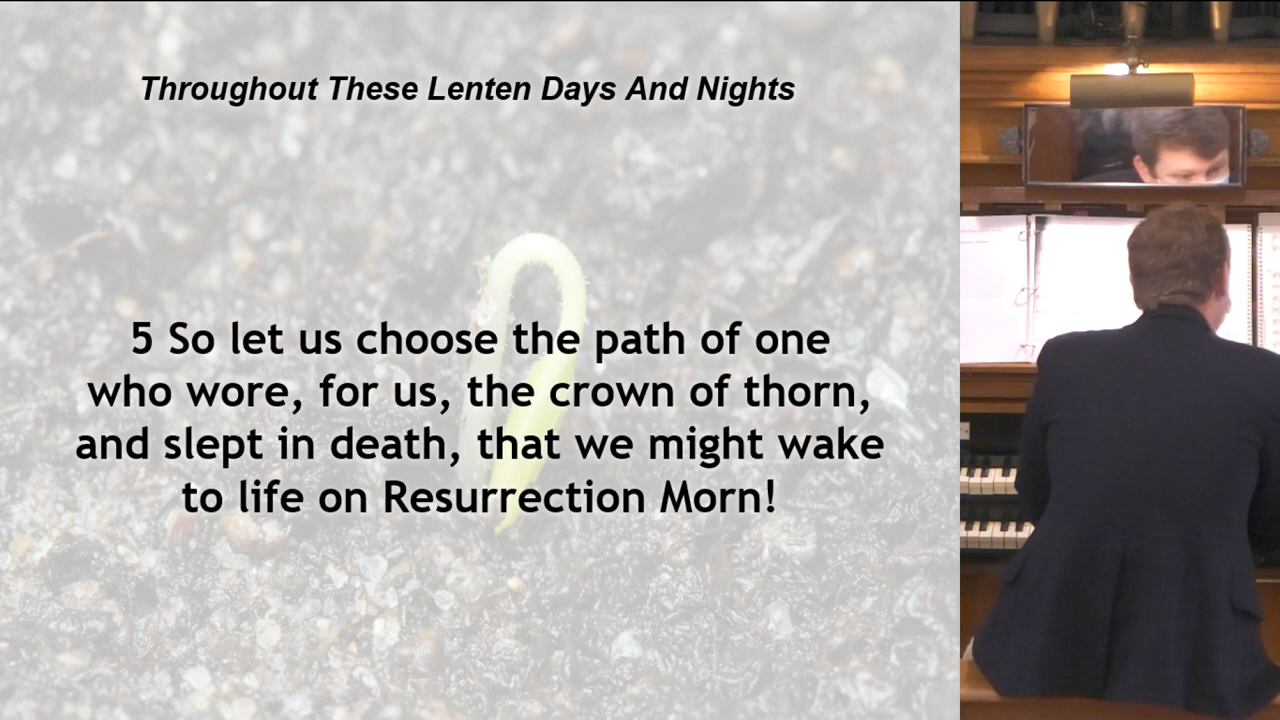 Throughout These Lenten Days And Nights
5 So let us choose the path of one
who wore, for us, the crown of thorn,
and slept in death, that we might wake
to life on Resurrection Morn!